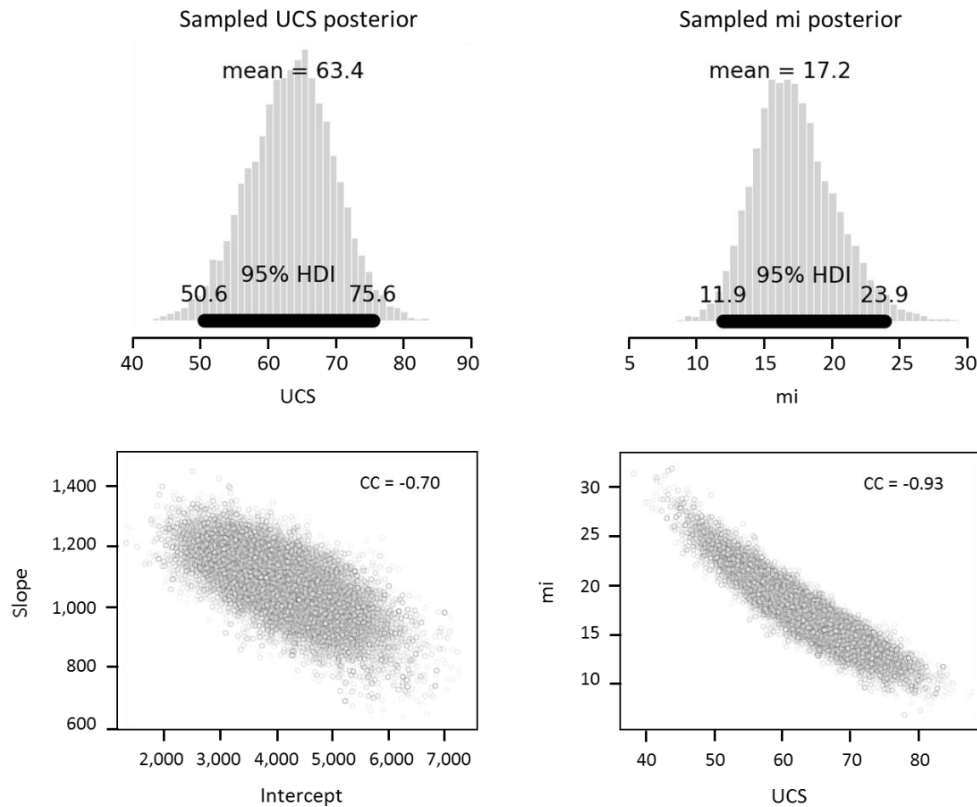 Sampled UCS posterior
mean = 63.4
95% HDI
50.6 75.6
40 50 60 70 80 90
UCS
Sampled mi posterior
mean = 17.2
95% HDI
11.9 23.9
5 10 15 20 25 30
mi
CC = -0.70
1,400
1,200
1,000
800
600
Slope
2,000 3,000 4,000 5,000 6,000 7,000
Intercept
CC = -0.93
30
25
20
15
10
mi
40 50 60 70 80
UCS